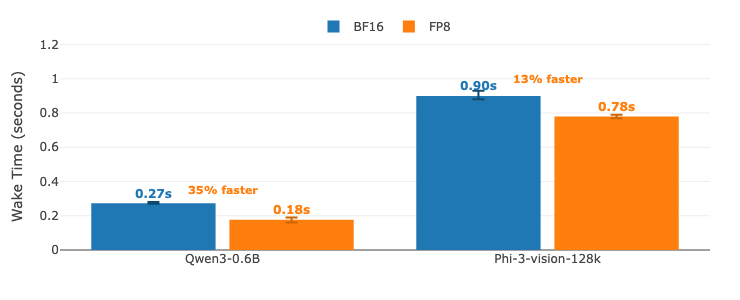 BF16 FP8
Wake Time (seconds)
1.2
1
0.8
0.6
0.4
0.2
0
0.27s
35% faster
0.18s
0.90s
13% faster
0.78s
Qwen3-0.6B
Phi-3-vision-128k